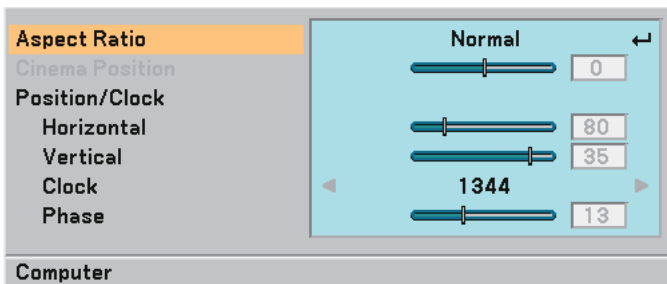 Aspect Ratio Normal
Cinema Position 0
Position/Clock
Horizontal 80
Vertical 35
Clock 1344
Phase 13
Computer